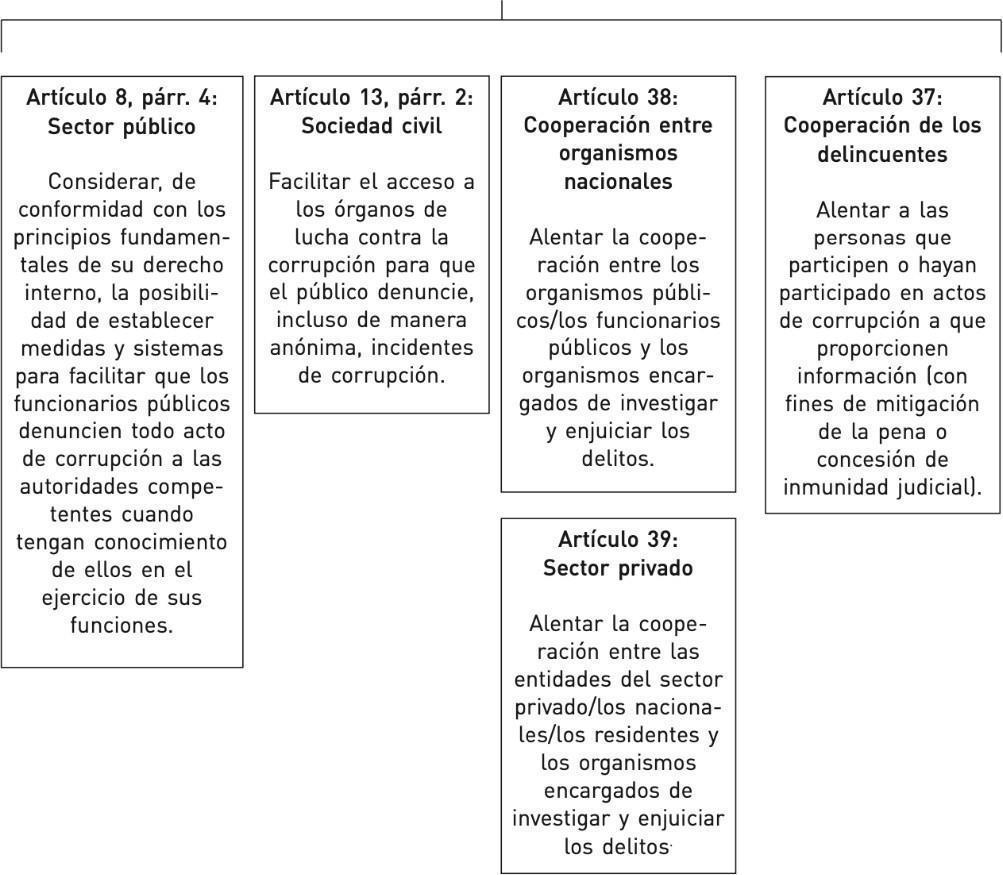 Artículo 8, párr. 4:
Sector público
Considerar, de
conformidad con los
principios fundamen-
tales de su derecho
interno, la posibili-
dad de establecer
medidas y sistemas
para facilitar que los
funcionarios públicos
denuncien todo acto
de corrupción a las
autoridades compe-
tentes cuando
tengan conocimiento
de ellos en el
ejercicio de sus
funciones.
Artículo 13, párr. 2:
Sociedad civil
Facilitar el acceso a
los órganos de
lucha contra la
corrupción para que
el público denuncie,
incluso de manera
anónima, incidentes
de corrupción.
Artículo 38:
Cooperación entre
organismos
nacionales
Alentar la coope-
ración entre los
organismos públi-
cos/los funcionarios
públicos y los
organismos encar-
gados de investigar
y enjuiciar los
delitos.
Artículo 39:
Sector privado
Alentar la coope-
ración entre las
entidades del sector
privado/los naciona-
les/los residentes y
los organismos
encargados de
investigar y enjuiciar
los delitos.
Artículo 37:
Cooperación de los
delincuentes
Alentar a las
personas que
participen o hayan
participado en actos
de corrupción a que
proporcionen
información (con
fines de mitigación
de la pena o
concesión de
inmunidad judicial).